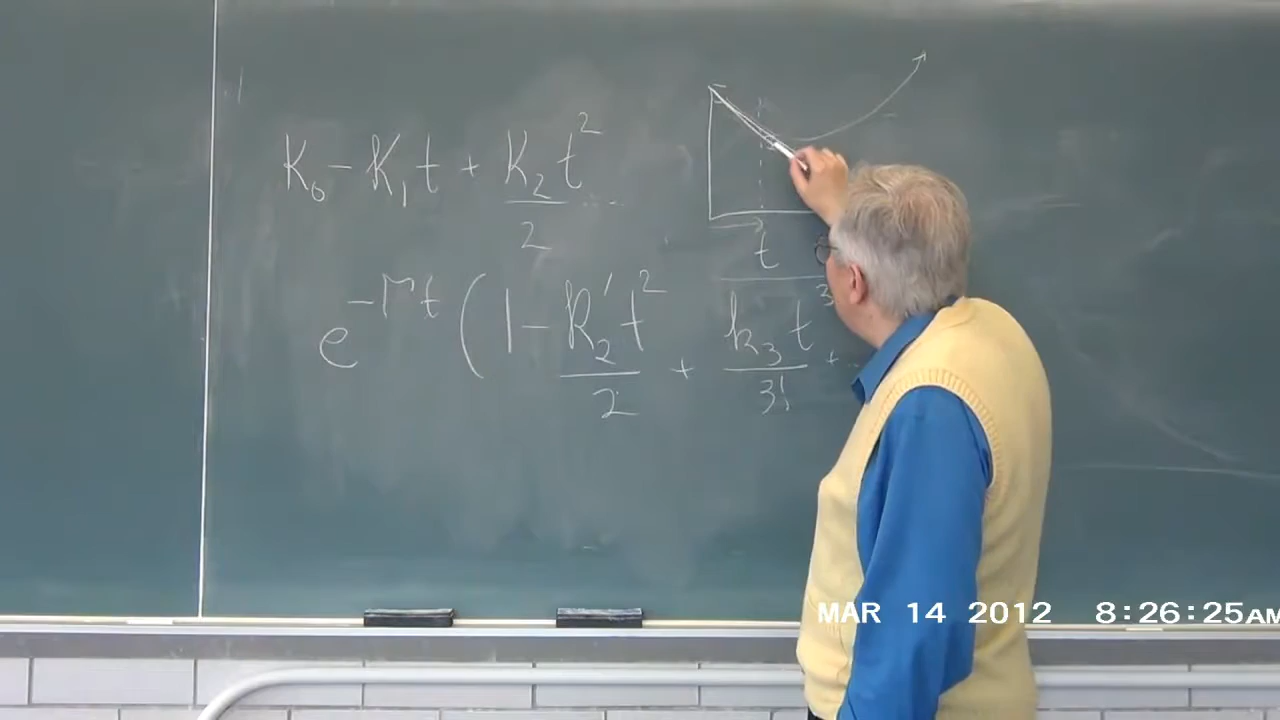 K₀ - K₁t + K₂t²/2 ...
t
e^(-Γt) (1 - K₂′t²/2 + k₃t³/3! + ...
MAR 14 2012 8:26:25AM